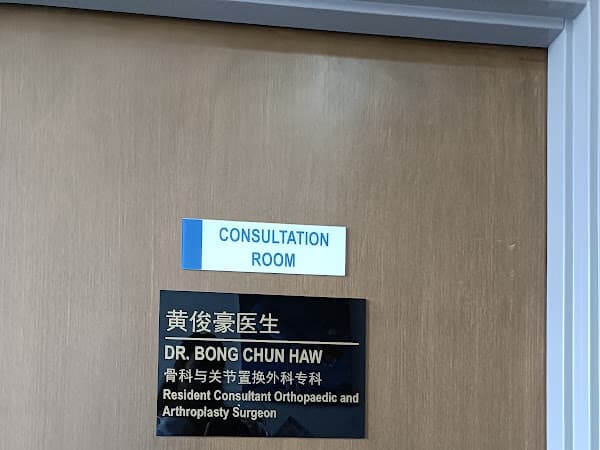 CONSULTATION
ROOM
黄俊豪医生
DR. BONG CHUN HAW
骨科与关节置换外科专科
Resident Consultant Orthopaedic and
Arthroplasty Surgeon